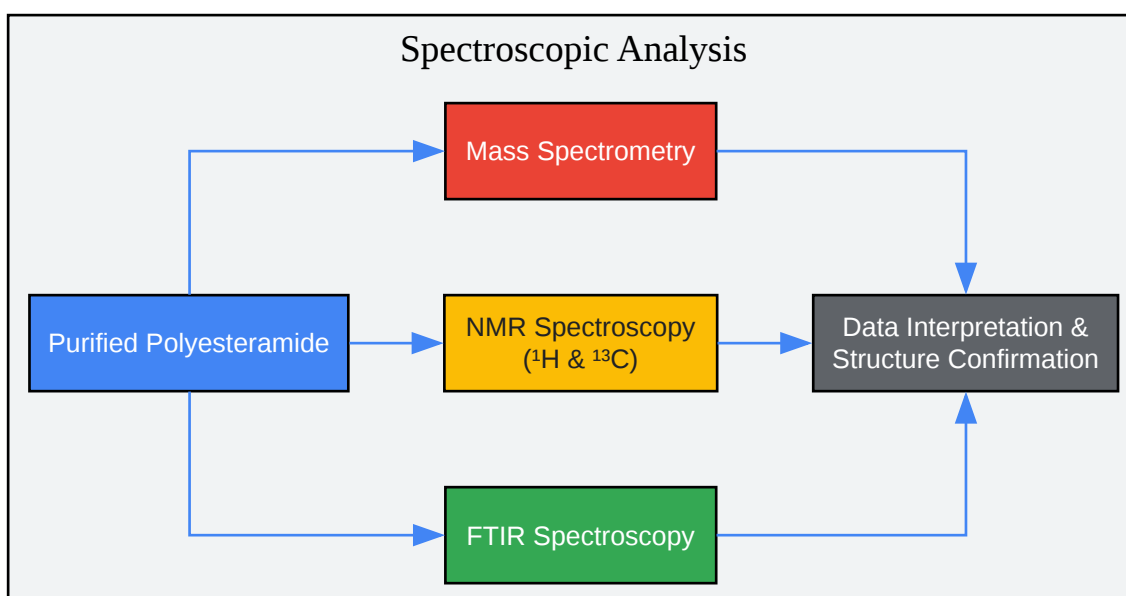 Spectroscopic Analysis
Mass Spectrometry
Purified Polyesteramide
NMR Spectroscopy
(¹H & ¹³C)
Data Interpretation &
Structure Confirmation
FTIR Spectroscopy